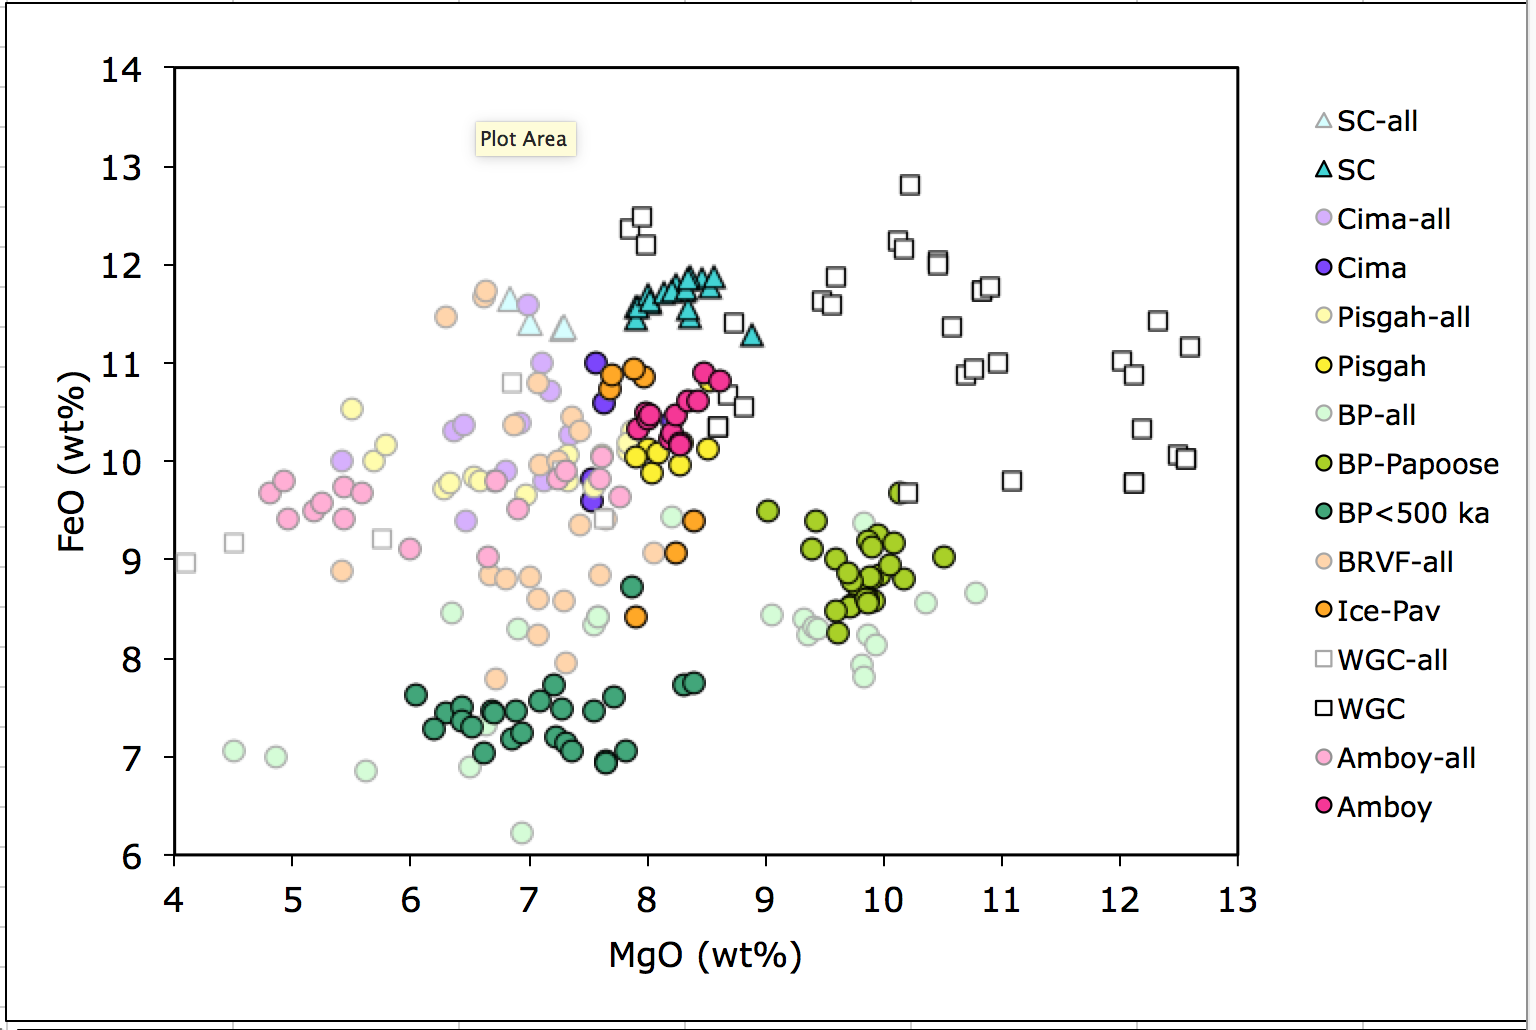 14
13
12
11
10
9
8
7
6
FeO (wt%)
Plot Area
4 5 6 7 8 9 10 11 12 13
MgO (wt%)
SC-all
SC
Cima-all
Cima
Pisgah-all
Pisgah
BP-all
BP-Papoose
BP<500 ka
BRVF-all
Ice-Pav
WGC-all
WGC
Amboy-all
Amboy